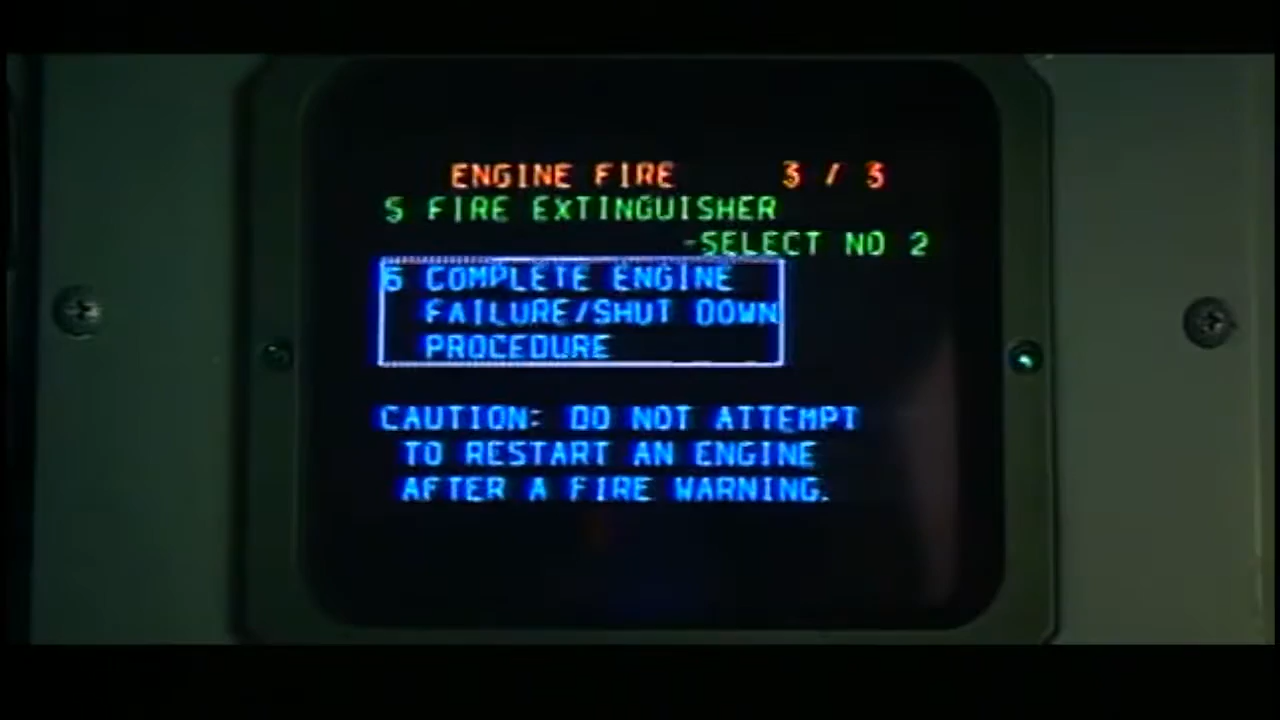 ENGINE FIRE 3 / 3
5 FIRE EXTINGUISHER
-SELECT NO 2
6 COMPLETE ENGINE
FAILURE/SHUT DOWN
PROCEDURE
CAUTION: DO NOT ATTEMPT
TO RESTART AN ENGINE
AFTER A FIRE WARNING.